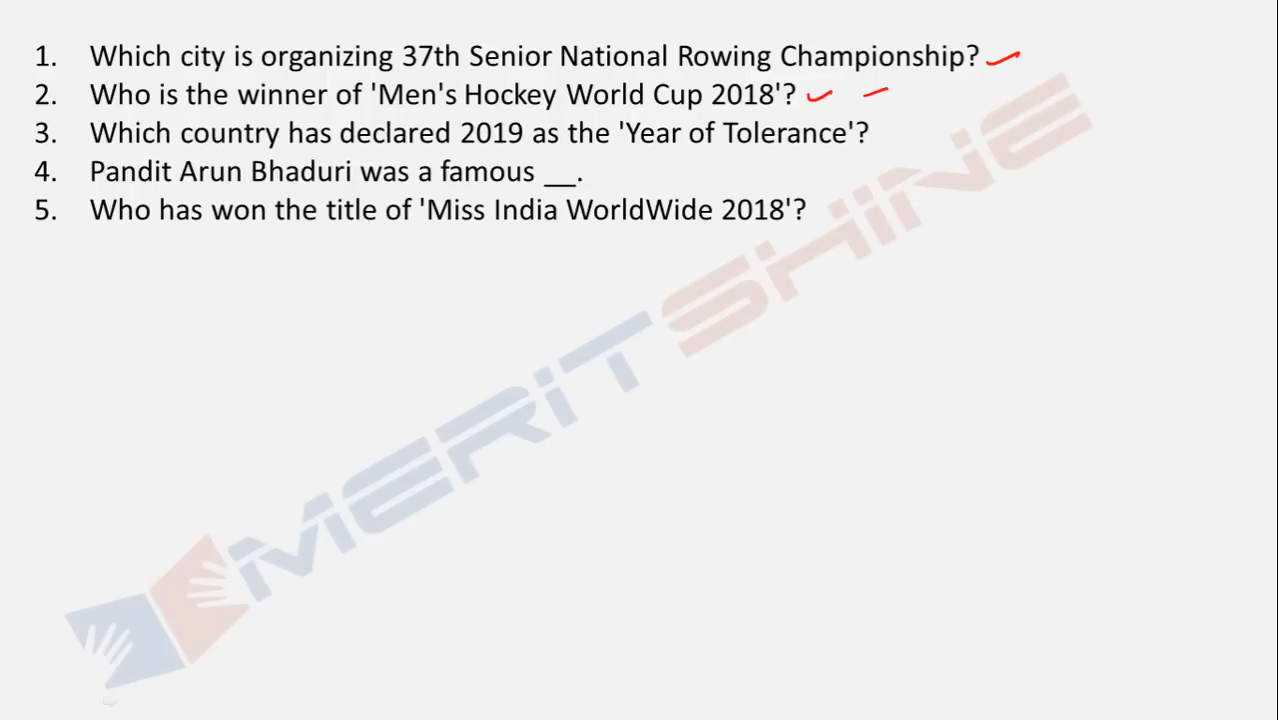 1. Which city is organizing 37th Senior National Rowing Championship?
2. Who is the winner of 'Men's Hockey World Cup 2018'?
3. Which country has declared 2019 as the 'Year of Tolerance'?
4. Pandit Arun Bhaduri was a famous __.
5. Who has won the title of 'Miss India WorldWide 2018'?
MERITSHINE